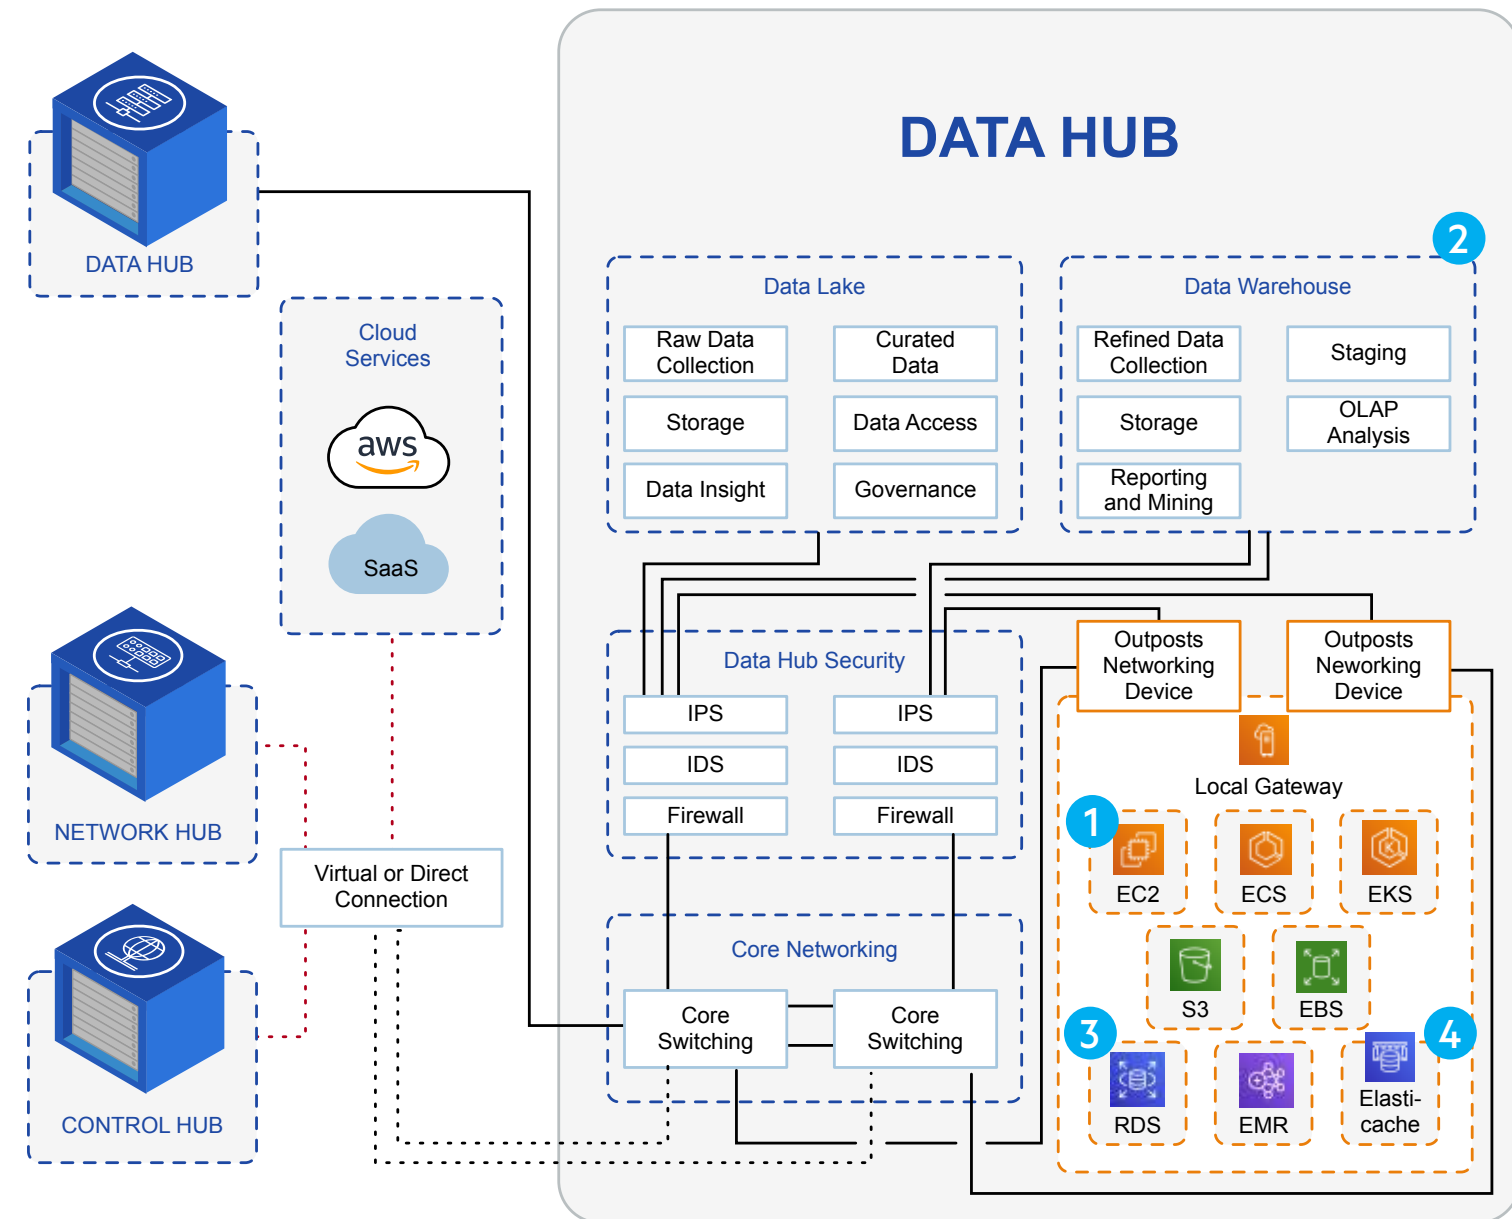 DATA HUB
DATA HUB
2
Data Lake
Raw Data
Collection
Curated
Data
Storage
Data Access
Data Insight
Governance
Data Warehouse
Refined Data
Collection
Staging
Storage
OLAP
Analysis
Reporting
and Mining
Cloud
Services
aws
SaaS
Data Hub Security
IPS
IPS
IDS
IDS
Firewall
Firewall
Outposts
Networking
Device
Outposts
Neworking
Device
Local Gateway
1
EC2
ECS
EKS
S3
EBS
3
RDS
EMR
4
Elasti-
cache
NETWORK HUB
Virtual or Direct
Connection
Core Networking
Core
Switching
Core
Switching
CONTROL HUB